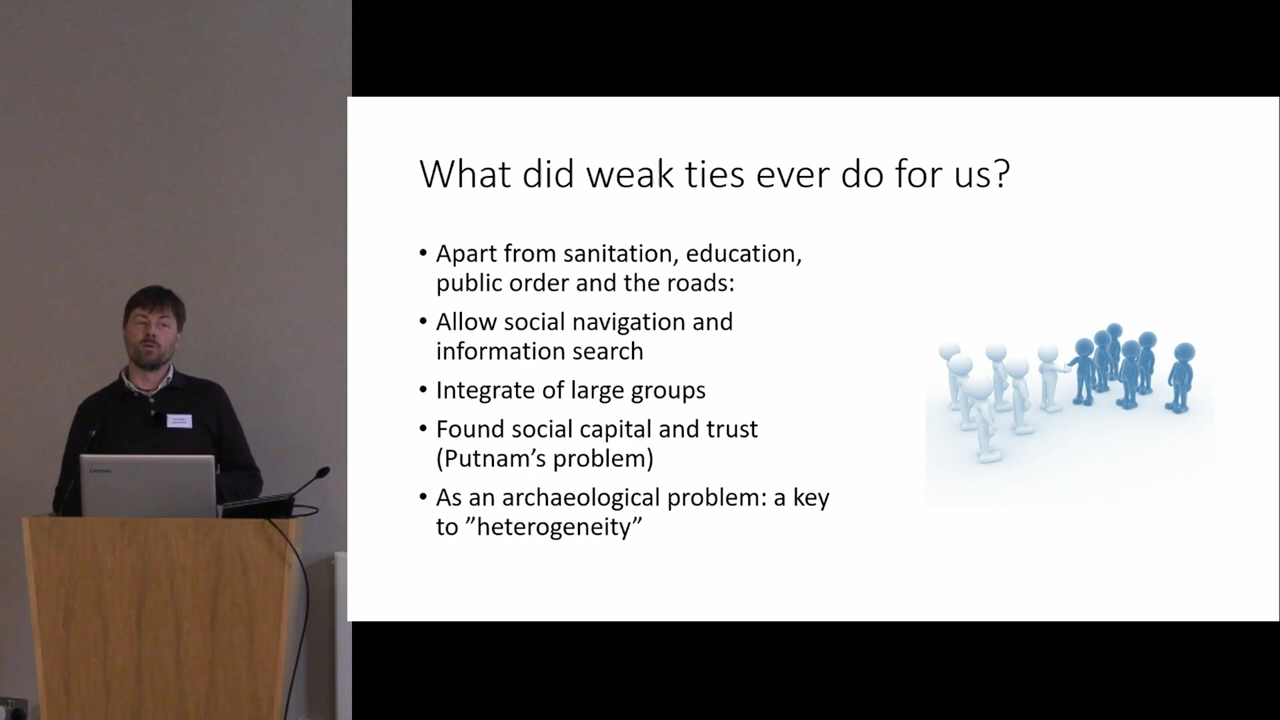 What did weak ties ever do for us?
• Apart from sanitation, education,
public order and the roads:
• Allow social navigation and
information search
• Integrate of large groups
• Found social capital and trust
(Putnam’s problem)
• As an archaeological problem: a key
to ”heterogeneity”
Lenovo